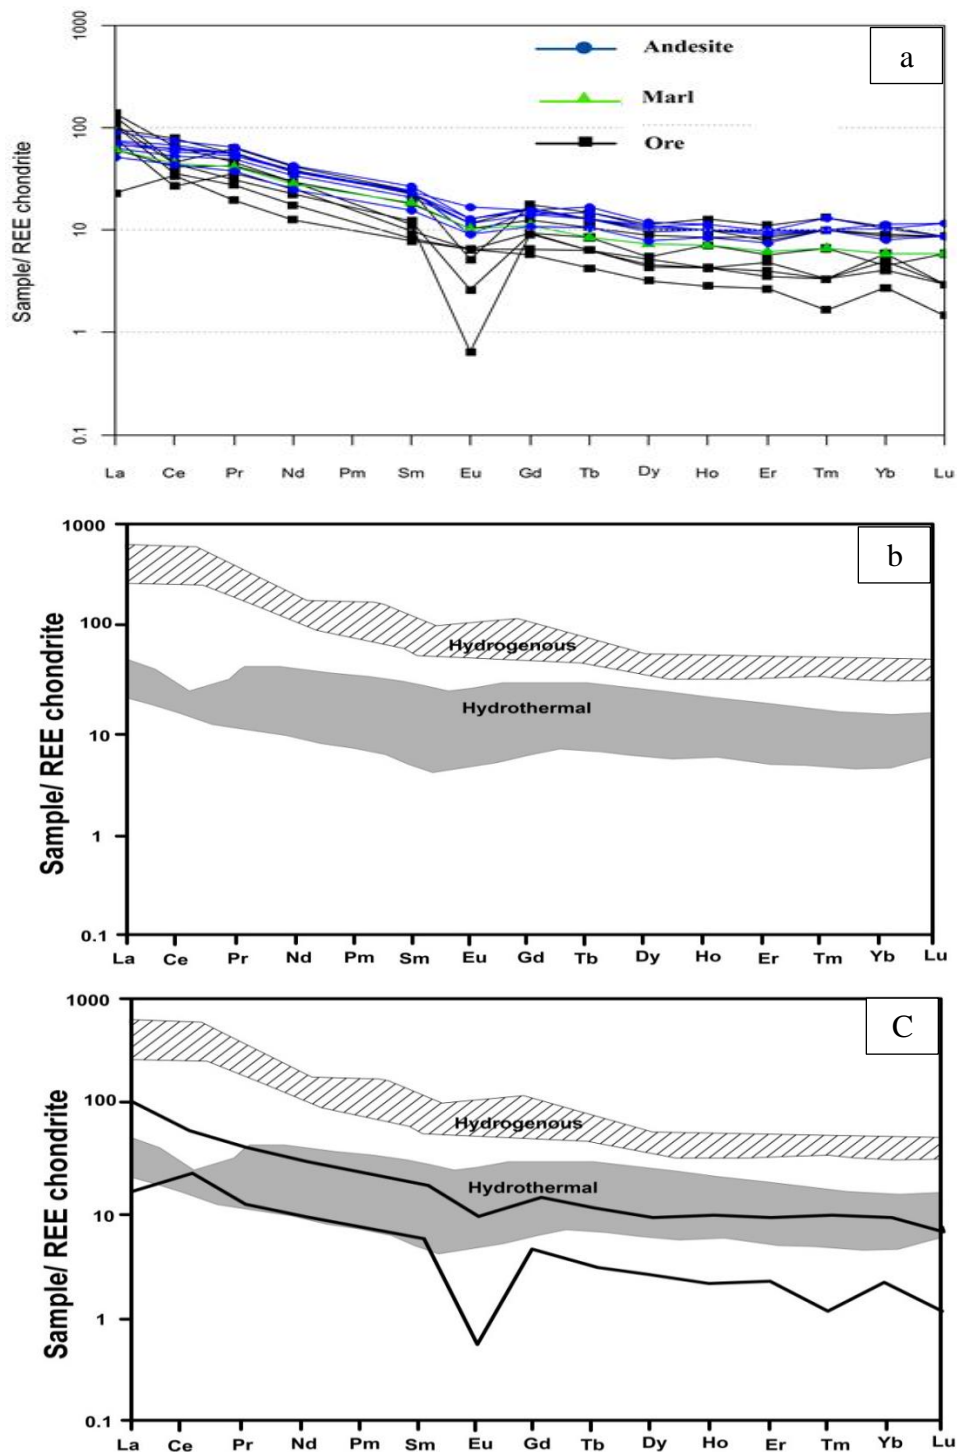 a
Andesite
Marl
Ore
Sample/ REE chondrite
1000
100
10
1
0.1
La Ce Pr Nd Pm Sm Eu Gd Tb Dy Ho Er Tm Yb Lu
b
Hydrogenous
Hydrothermal
Sample/ REE chondrite
1000
100
10
1
0.1
La Ce Pr Nd Pm Sm Eu Gd Tb Dy Ho Er Tm Yb Lu
C
Hydrogenous
Hydrothermal
Sample/ REE chondrite
1000
100
10
1
0.1
La Ce Pr Nd Pm Sm Eu Gd Tb Dy Ho Er Tm Yb Lu